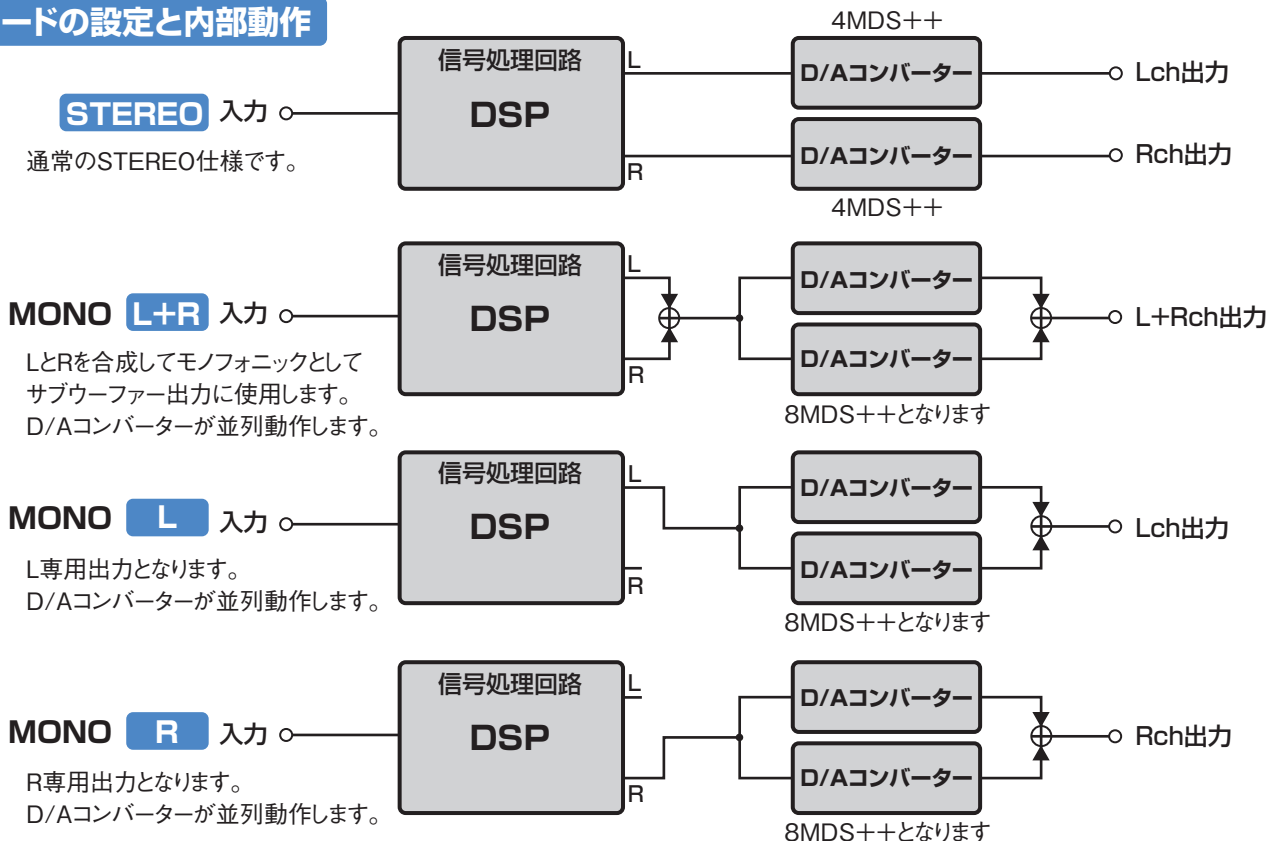 ードの設定と内部動作
STEREO 入力
通常のSTEREO仕様です。
信号処理回路
DSP
L
R
4MDS++
D/Aコンバーター
D/Aコンバーター
4MDS++
Lch出力
Rch出力
MONO L+R 入力
LとRを合成してモノフォニックとして
サブウーファー出力に使用します。
D/Aコンバーターが並列動作します。
信号処理回路
DSP
L
R
D/Aコンバーター
D/Aコンバーター
8MDS++となります
L+Rch出力
MONO L 入力
L専用出力となります。
D/Aコンバーターが並列動作します。
信号処理回路
DSP
L
R
D/Aコンバーター
D/Aコンバーター
8MDS++となります
Lch出力
MONO R 入力
R専用出力となります。
D/Aコンバーターが並列動作します。
信号処理回路
DSP
L
R
D/Aコンバーター
D/Aコンバーター
8MDS++となります
Rch出力